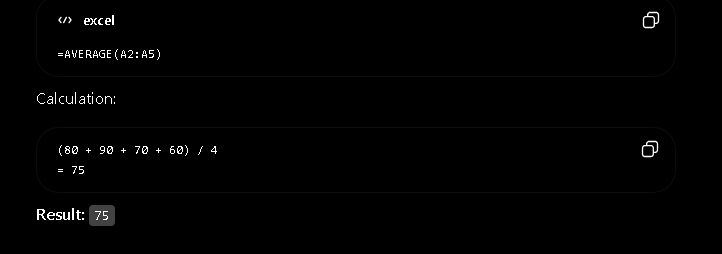 excel
=AVERAGE(A2:A5)
Calculation:
(80 + 90 + 70 + 60) / 4
= 75
Result: 75